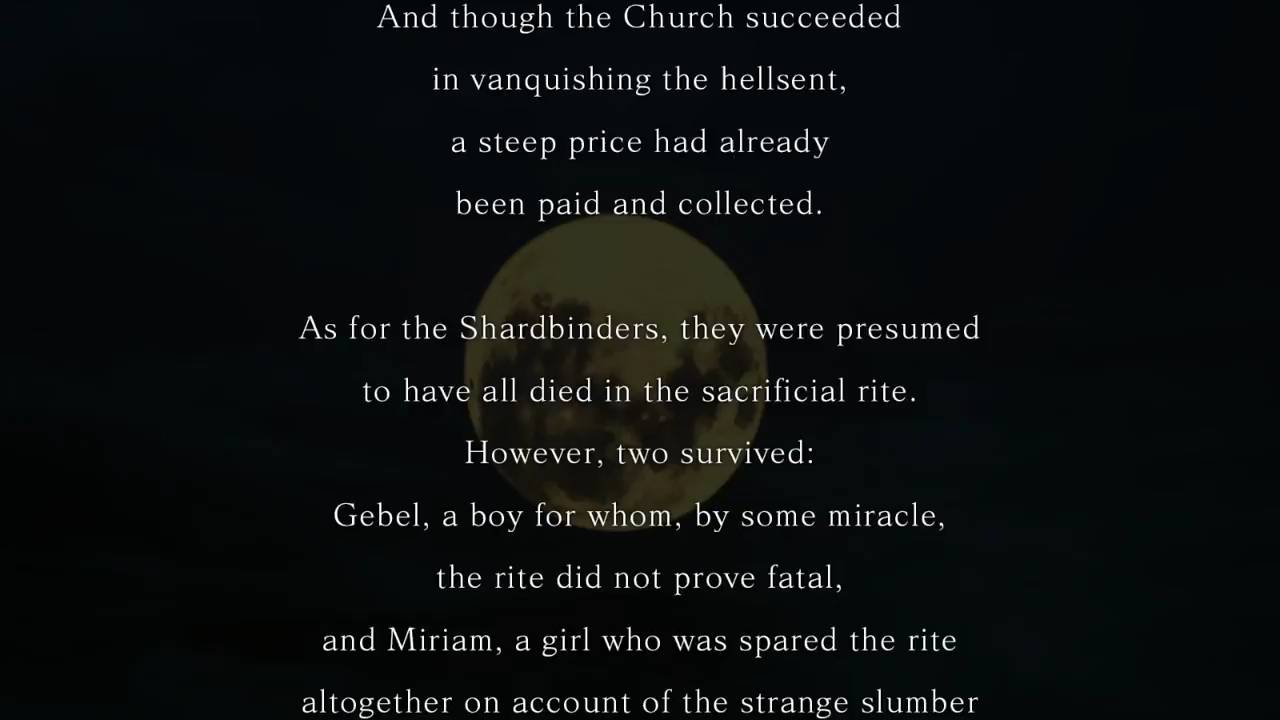 And though the Church succeeded
in vanquishing the hellsent,
a steep price had already
been paid and collected.
As for the Shardbinders, they were presumed
to have all died in the sacrificial rite.
However, two survived:
Gebel, a boy for whom, by some miracle,
the rite did not prove fatal,
and Miriam, a girl who was spared the rite
altogether on account of the strange slumber